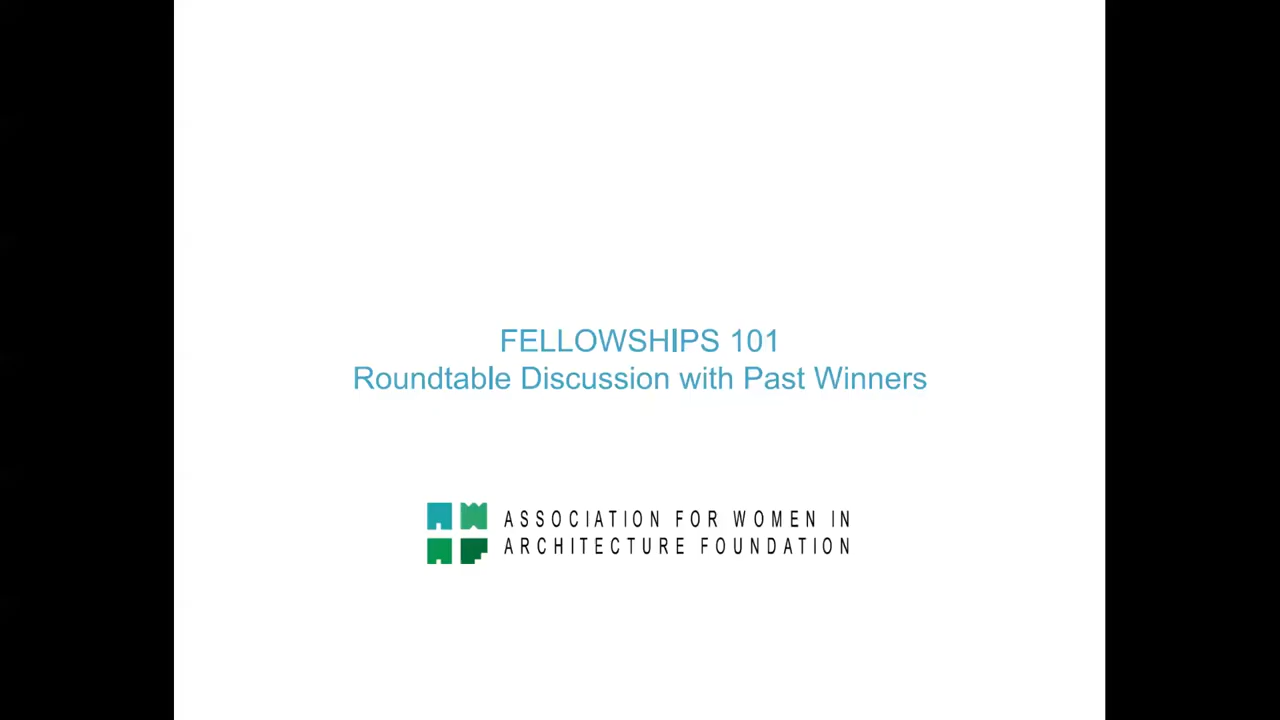 FELLOWSHIPS 101
Roundtable Discussion with Past Winners
ASSOCIATION FOR WOMEN IN
ARCHITECTURE FOUNDATION